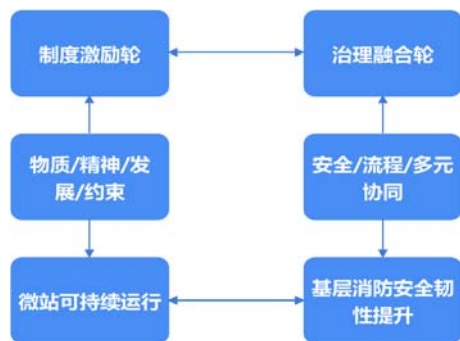 制度激励轮
治理融合轮
物质/精神/发
展/约束
安全/流程/多元
协同
微站可持续运行
基层消防安全韧
性提升